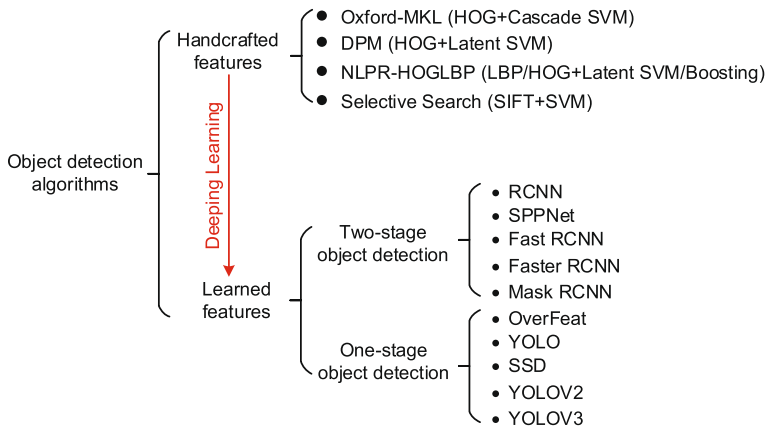 Object detection
algorithms
Handcrafted
features
Oxford-MKL (HOG+Cascade SVM)
DPM (HOG+Latent SVM)
NLPR-HOGLBP (LBP/HOG+Latent SVM/Boosting)
Selective Search (SIFT+SVM)
Deeping Learning
Learned
features
Two-stage
object detection
RCNN
SPPNet
Fast RCNN
Faster RCNN
Mask RCNN
One-stage
object detection
OverFeat
YOLO
SSD
YOLOV2
YOLOV3